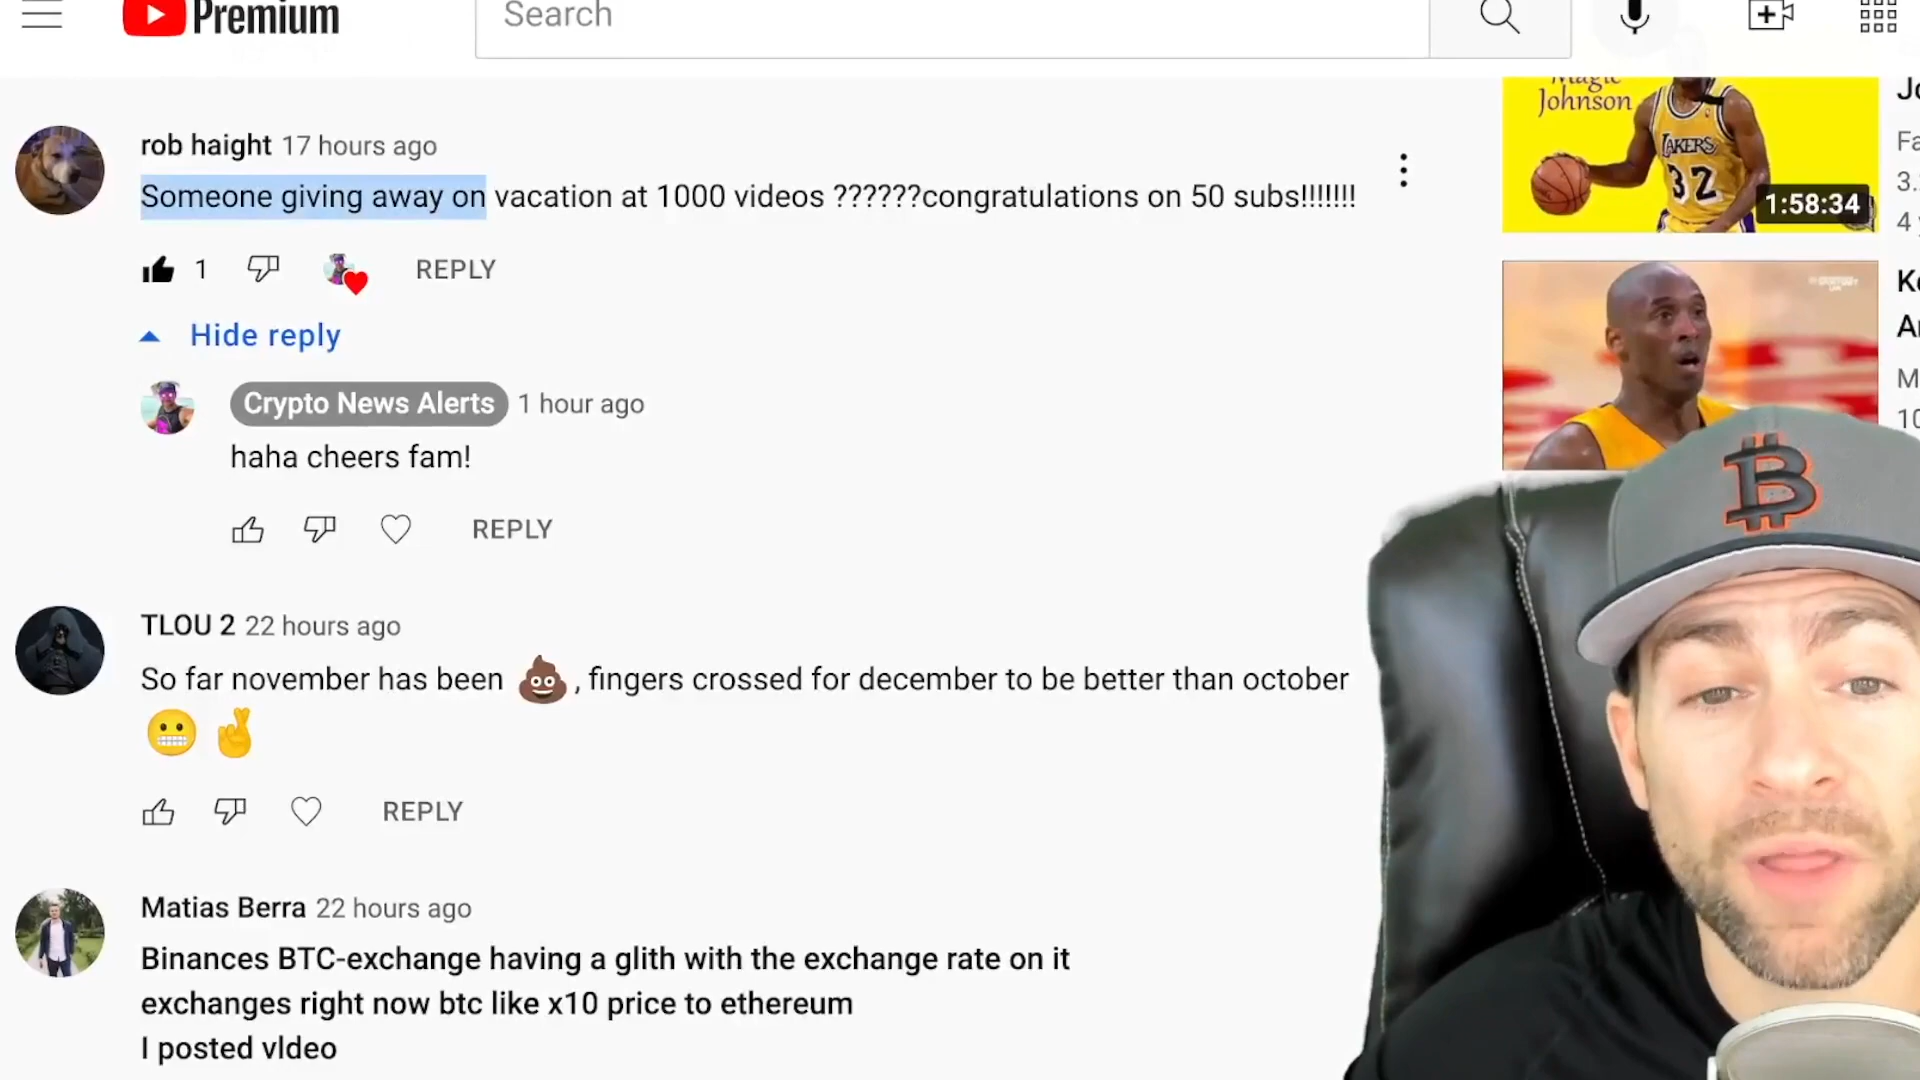 Premium
Search
rob haight 17 hours ago
Someone giving away on vacation at 1000 videos ??????congratulations on 50 subs!!!!!!!
1
REPLY
Hide reply
Crypto News Alerts 1 hour ago
haha cheers fam!
REPLY
TLOU 2 22 hours ago
So far november has been 💩, fingers crossed for december to be better than october
😬 🤞
REPLY
Matias Berra 22 hours ago
Binances BTC-exchange having a glith with the exchange rate on it
exchanges right now btc like x10 price to ethereum
I posted vIdeo
Magic
Johnson
LAKERS
32
1:58:34